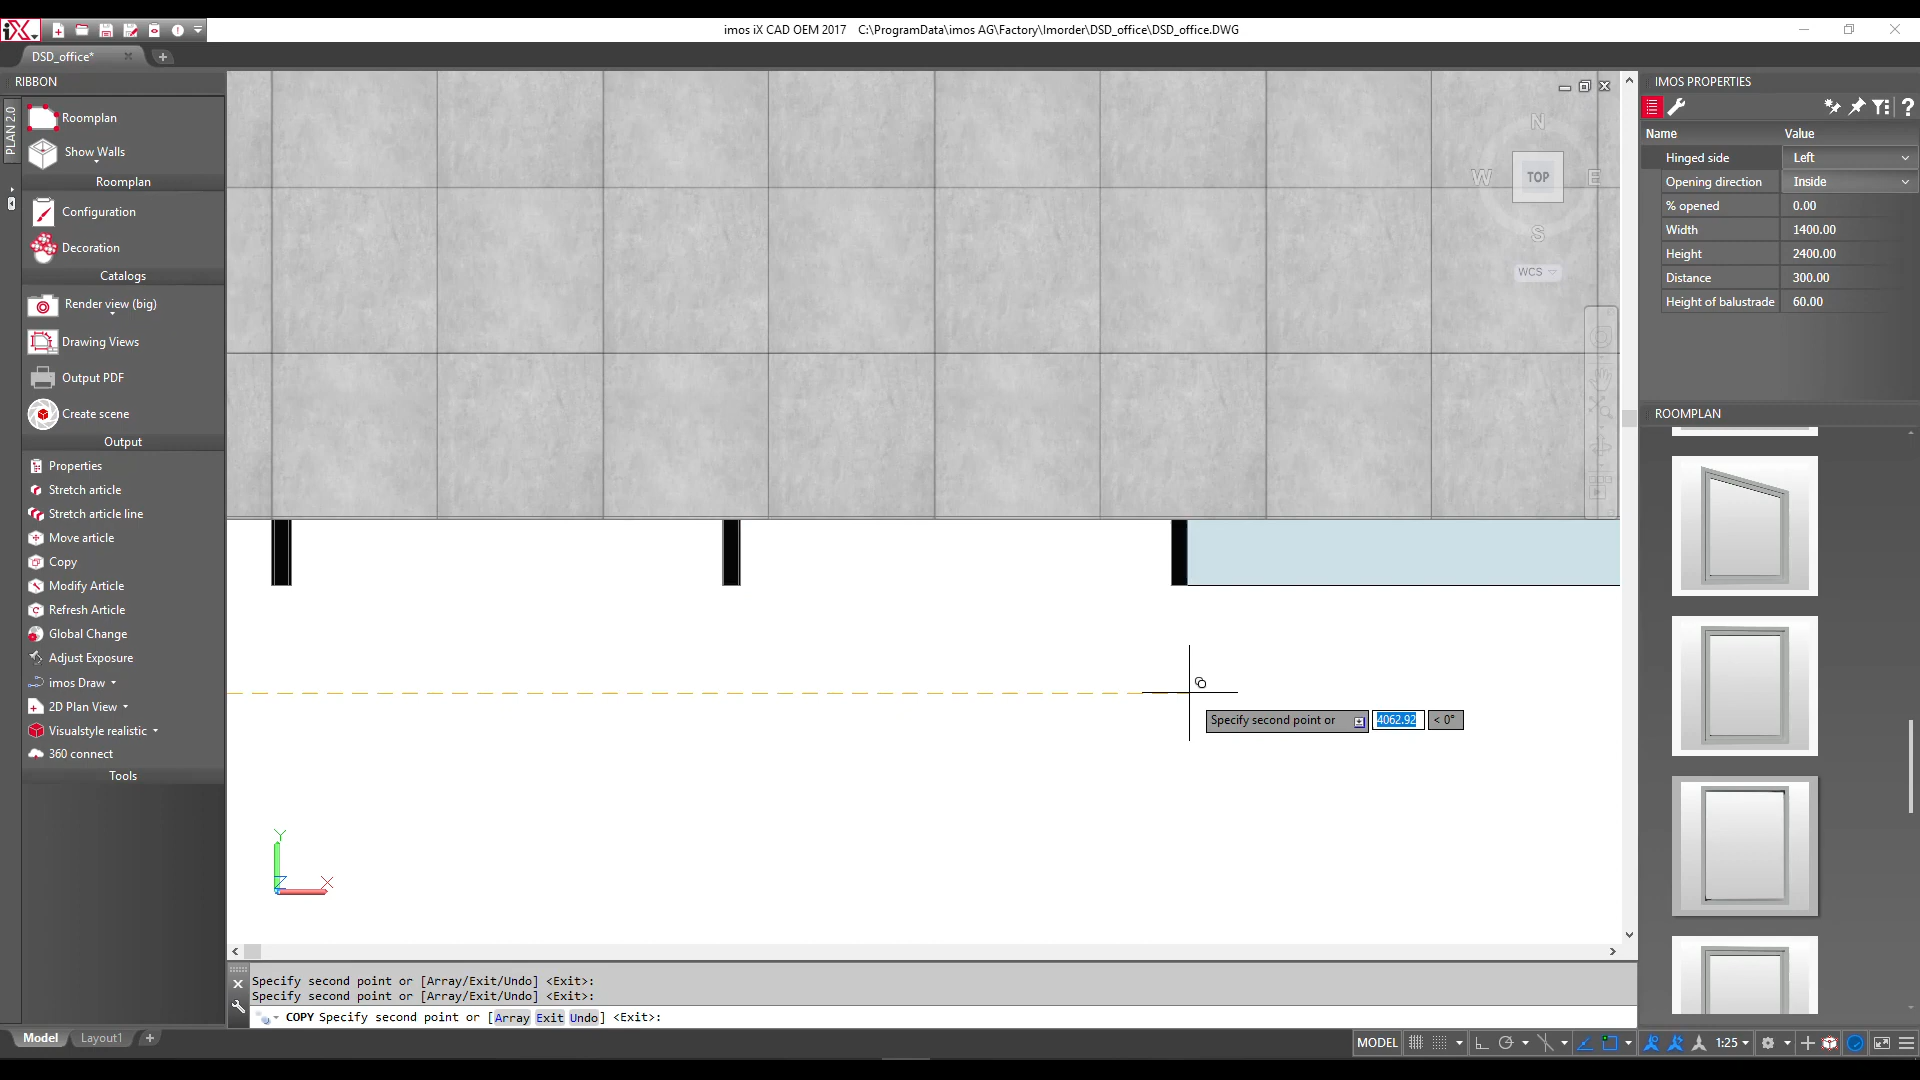 iX
imos iX CAD OEM 2017 C:\ProgramData\imos AG\Factory\Imorder\DSD_office\DSD_office.DWG
DSD_office*
RIBBON
PLAN 2.0
Roomplan
Show Walls
Roomplan
Configuration
Decoration
Catalogs
Render view (big)
Drawing Views
Output PDF
Create scene
Output
Properties
Stretch article
Stretch article line
Move article
Copy
Modify Article
Refresh Article
Global Change
Adjust Exposure
imos Draw
2D Plan View
Visualstyle realistic
360 connect
Tools
N
W
TOP
E
S
WCS
Specify second point or
4062.92
< 0°
Y
Z
X
Specify second point or [Array/Exit/Undo] <Exit>:
Specify second point or [Array/Exit/Undo] <Exit>:
COPY Specify second point or [Array Exit Undo] <Exit>:
Model
Layout1
MODEL
1:25
IMOS PROPERTIES
?
Name Value
Hinged side Left
Opening direction Inside
% opened 0.00
Width 1400.00
Height 2400.00
Distance 300.00
Height of balustrade 60.00
ROOMPLAN